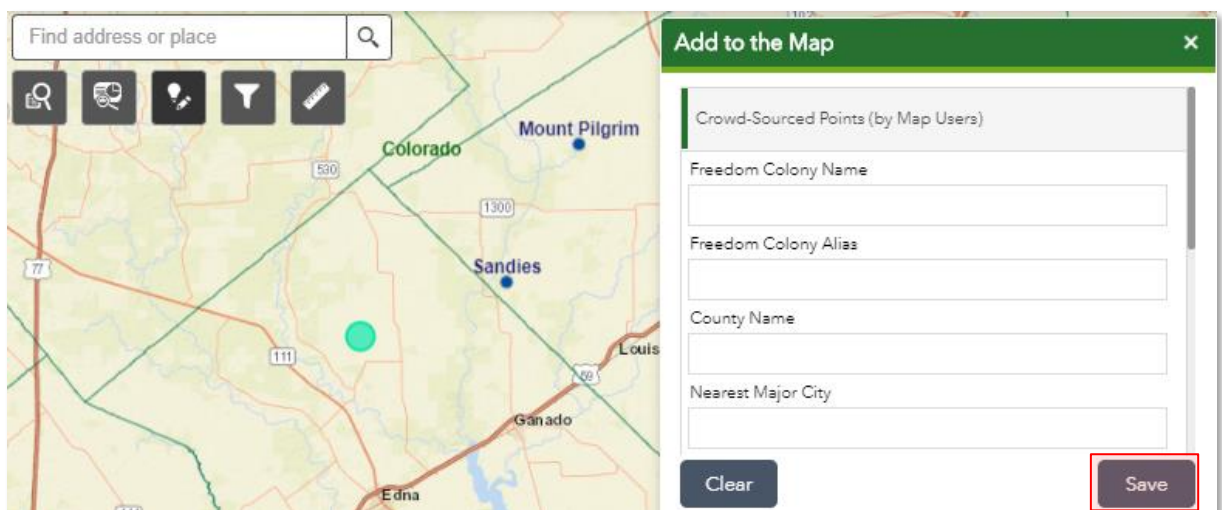 Find address or place
Colorado
Mount Pilgrim
530
1300
77
Sandies
111
Louis
59
Ganado
Edna
Add to the Map
×
Crowd-Sourced Points (by Map Users)
Freedom Colony Name
Freedom Colony Alias
County Name
Nearest Major City
Clear
Save